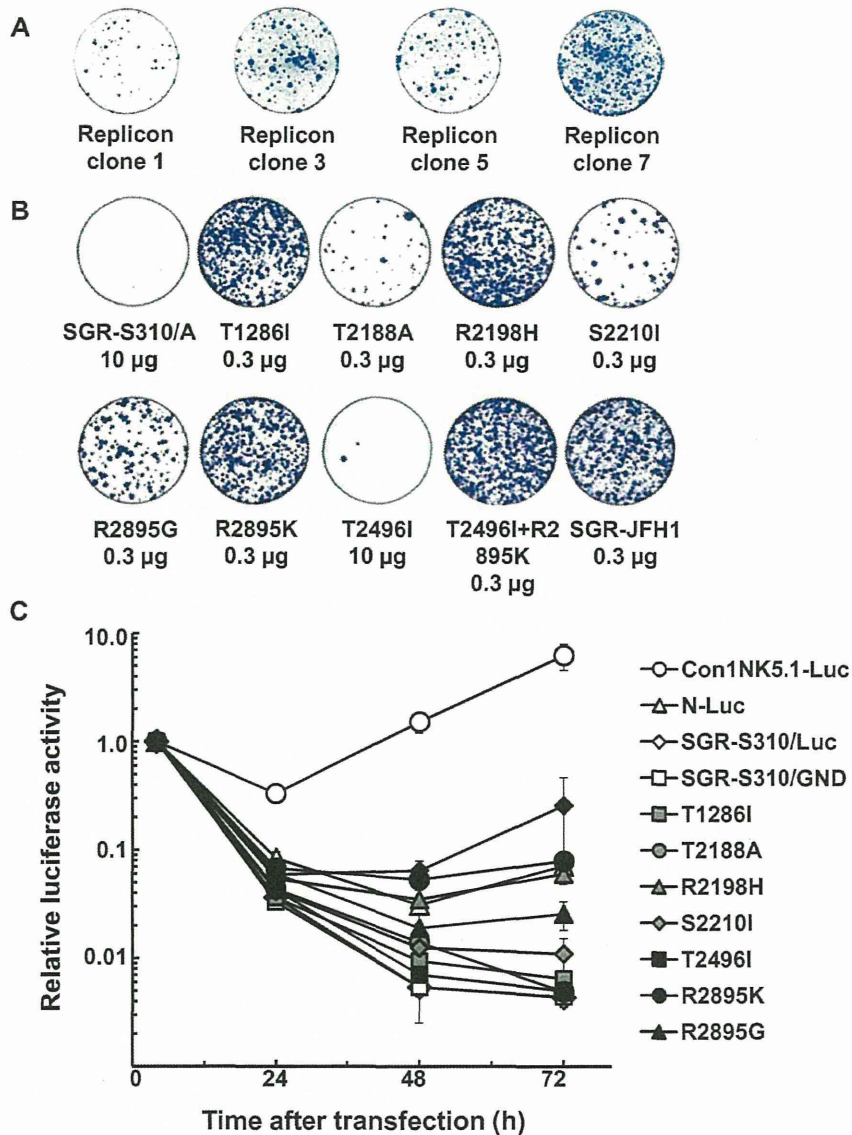 A
Replicon
clone 1
Replicon
clone 3
Replicon
clone 5
Replicon
clone 7
B
SGR-S310/A
10 µg
T1286I
0.3 µg
T2188A
0.3 µg
R2198H
0.3 µg
S2210I
0.3 µg
R2895G
0.3 µg
R2895K
0.3 µg
T2496I
10 µg
T2496I+R2
895K
0.3 µg
SGR-JFH1
0.3 µg
C
Relative luciferase activity
10.0
1.0
0.1
0.01
0
24
48
72
Time after transfection (h)
Con1NK5.1-Luc
N-Luc
SGR-S310/Luc
SGR-S310/GND
T1286I
T2188A
R2198H
S2210I
T2496I
R2895K
R2895G